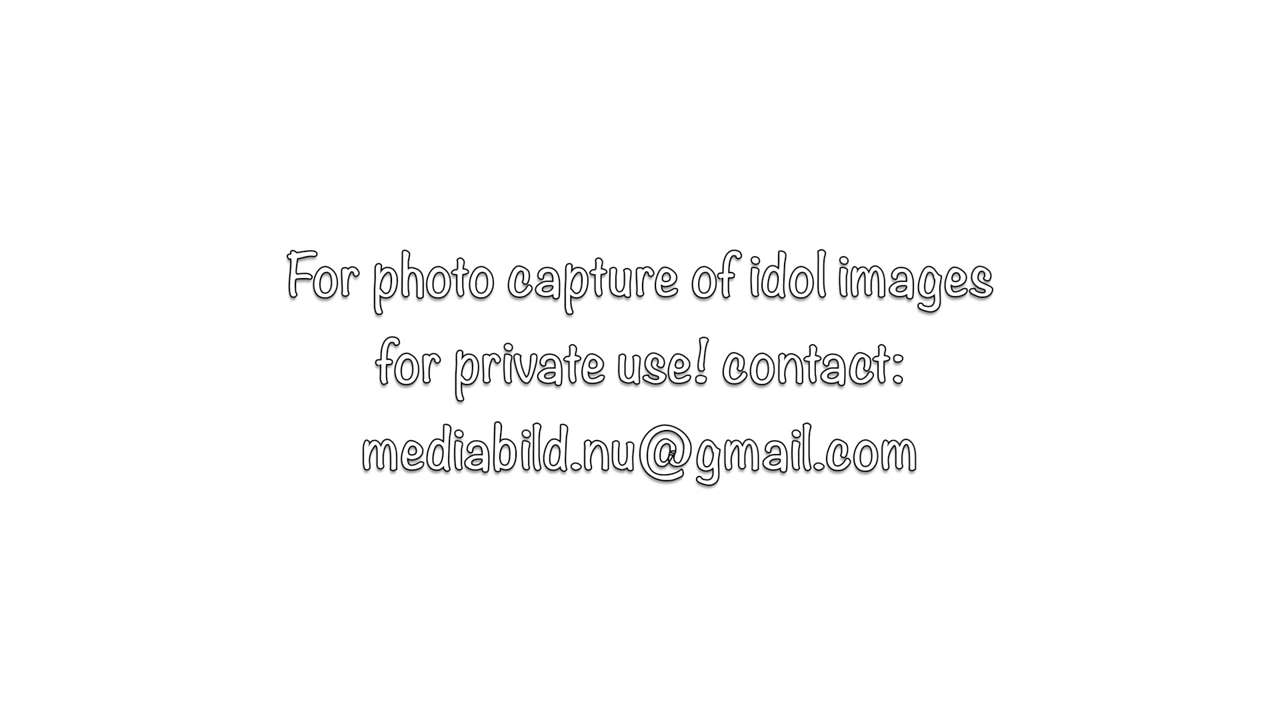 For photo capture of idol images
for private use! contact:
mediabild.nu@gmail.com